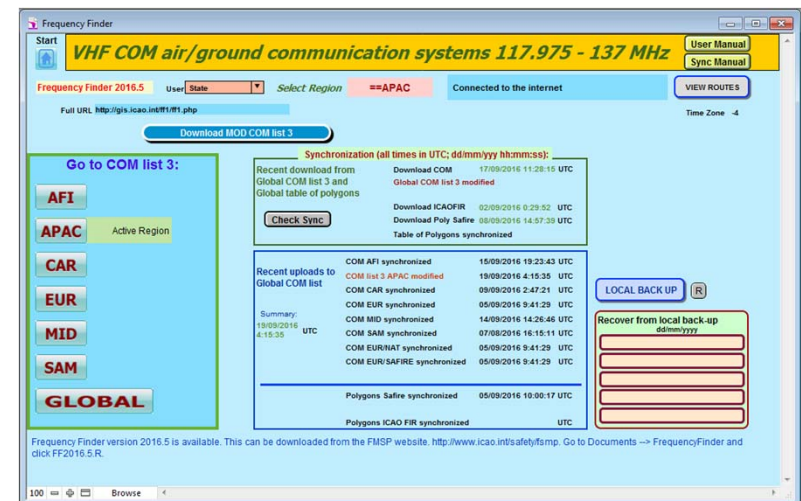 Frequency Finder
Start
VHF COM air/ground communication systems 117.975 - 137 MHz
User Manual
Sync Manual
Frequency Finder 2016.5
User State
Select Region
==APAC
Connected to the internet
VIEW ROUTES
Full URL http://gis.icao.int/ff1/ff1.php
Time Zone -4
Download MOD COM list 3
Go to COM list 3:
AFI
APAC Active Region
CAR
EUR
MID
SAM
GLOBAL
Synchronization (all times in UTC; dd/mm/yyy hh:mm:ss):
Recent download from
Global COM list 3 and
Global table of polygons
Check Sync
Download COM 17/09/2016 11:28:15 UTC
Global COM list 3 modified
Download ICAOFIR 02/09/2016 0:29:52 UTC
Download Poly Safire 08/09/2016 14:57:39 UTC
Table of Polygons synchronized
Recent uploads to
Global COM list
Summary:
19/09/2016
4:15:35 UTC
COM AFI synchronized 15/09/2016 19:23:43 UTC
COM list 3 APAC modified 19/09/2016 4:15:35 UTC
COM CAR synchronized 09/09/2016 2:47:21 UTC
COM EUR synchronized 05/09/2016 9:41:29 UTC
COM MID synchronized 14/09/2016 14:26:46 UTC
COM SAM synchronized 07/08/2016 16:15:11 UTC
COM EUR/NAT synchronized 05/09/2016 9:41:29 UTC
COM EUR/SAFIRE synchronized 05/09/2016 9:41:29 UTC
Polygons Safire synchronized 05/09/2016 10:00:17 UTC
Polygons ICAO FIR synchronized UTC
LOCAL BACK UP R
Recover from local back-up
dd/mm/yyyy
Frequency Finder version 2016.5 is available. This can be downloaded from the FMSP website. http://www.icao.int/safety/fsmp. Go to Documents --> FrequencyFinder and
click FF2016.5.R.
100 Browse